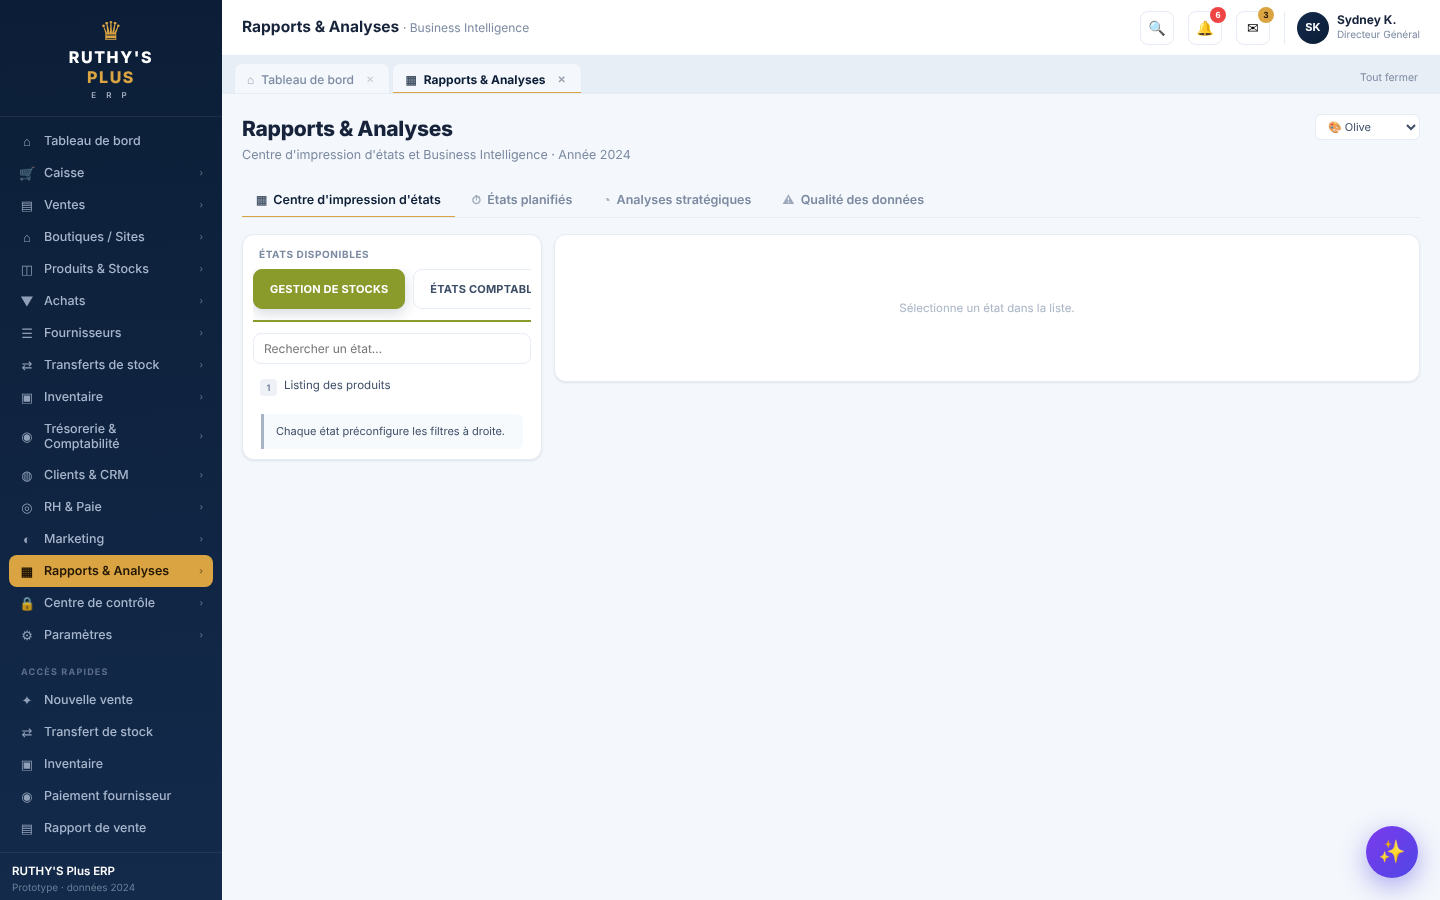 RUTHY'S
PLUS
ERP
Tableau de bord
Caisse
Ventes
Boutiques / Sites
Produits & Stocks
Achats
Fournisseurs
Transferts de stock
Inventaire
Trésorerie &
Comptabilité
Clients & CRM
RH & Paie
Marketing
Rapports & Analyses
Centre de contrôle
Paramètres
ACCÈS RAPIDES
Nouvelle vente
Transfert de stock
Inventaire
Paiement fournisseur
Rapport de vente
RUTHY'S Plus ERP
Prototype · données 2024
Rapports & Analyses · Business Intelligence
6
3
SK
Sydney K.
Directeur Général
Tableau de bord ×
Rapports & Analyses ×
Tout fermer
Rapports & Analyses
Centre d'impression d'états et Business Intelligence · Année 2024
Olive
Centre d'impression d'états
États planifiés
Analyses stratégiques
Qualité des données
ÉTATS DISPONIBLES
GESTION DE STOCKS
ÉTATS COMPTABL
Rechercher un état...
1 Listing des produits
Chaque état préconfigure les filtres à droite.
Sélectionne un état dans la liste.